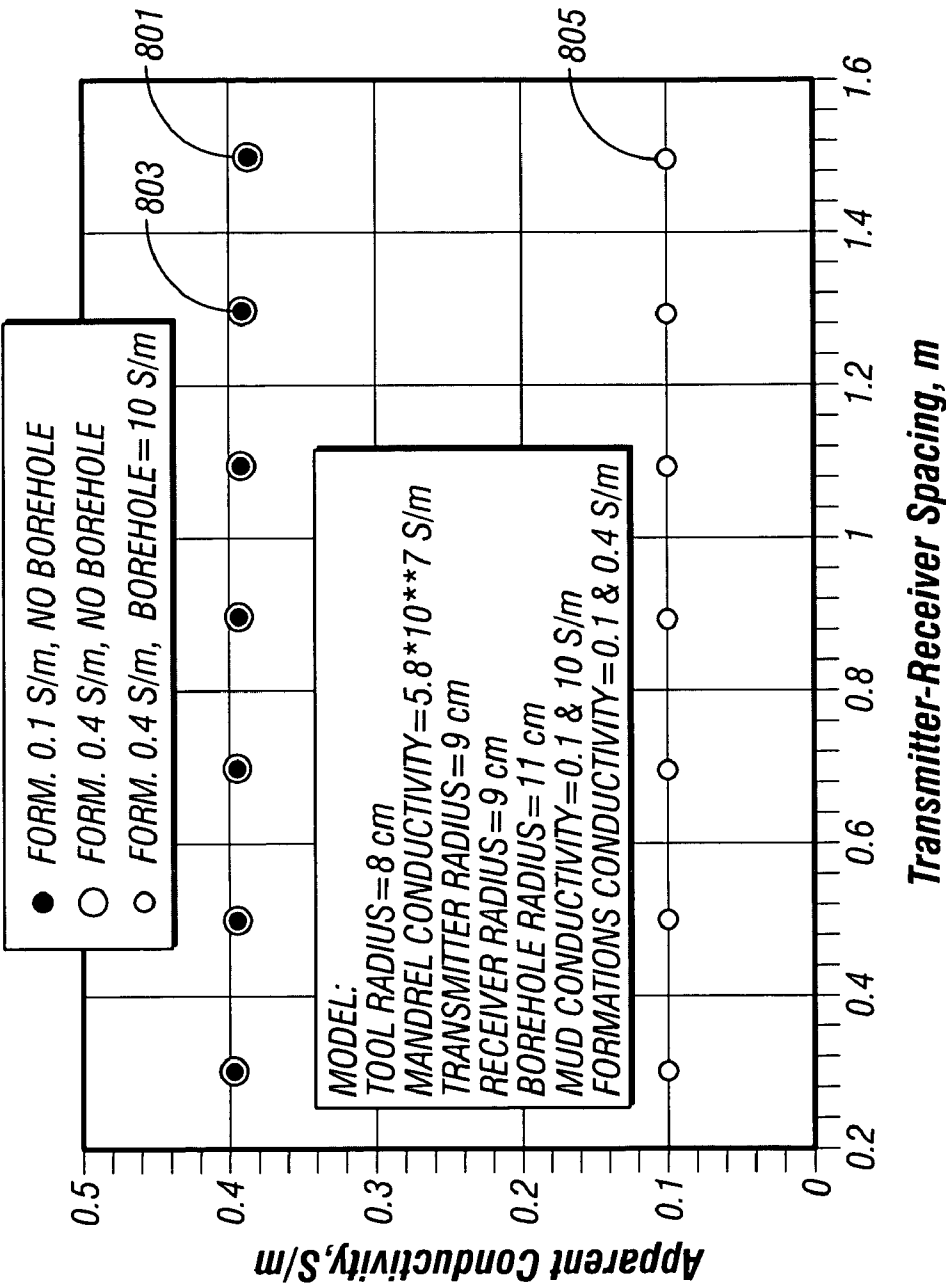 ● FORM. 0.1 S/m, NO BOREHOLE
○ FORM. 0.4 S/m, NO BOREHOLE
○ FORM. 0.4 S/m, BOREHOLE=10 S/m
801
803
805
MODEL:
TOOL RADIUS=8 cm
MANDREL CONDUCTIVITY=5.8*10**7 S/m
TRANSMITTER RADIUS=9 cm
RECEIVER RADIUS=9 cm
BOREHOLE RADIUS=11 cm
MUD CONDUCTIVITY=0.1 & 10 S/m
FORMATIONS CONDUCTIVITY=0.1 & 0.4 S/m
Apparent Conductivity,S/m
0.5
0.4
0.3
0.2
0.1
0
0.2
0.4
0.6
0.8
1
1.2
1.4
1.6
Transmitter-Receiver Spacing, m